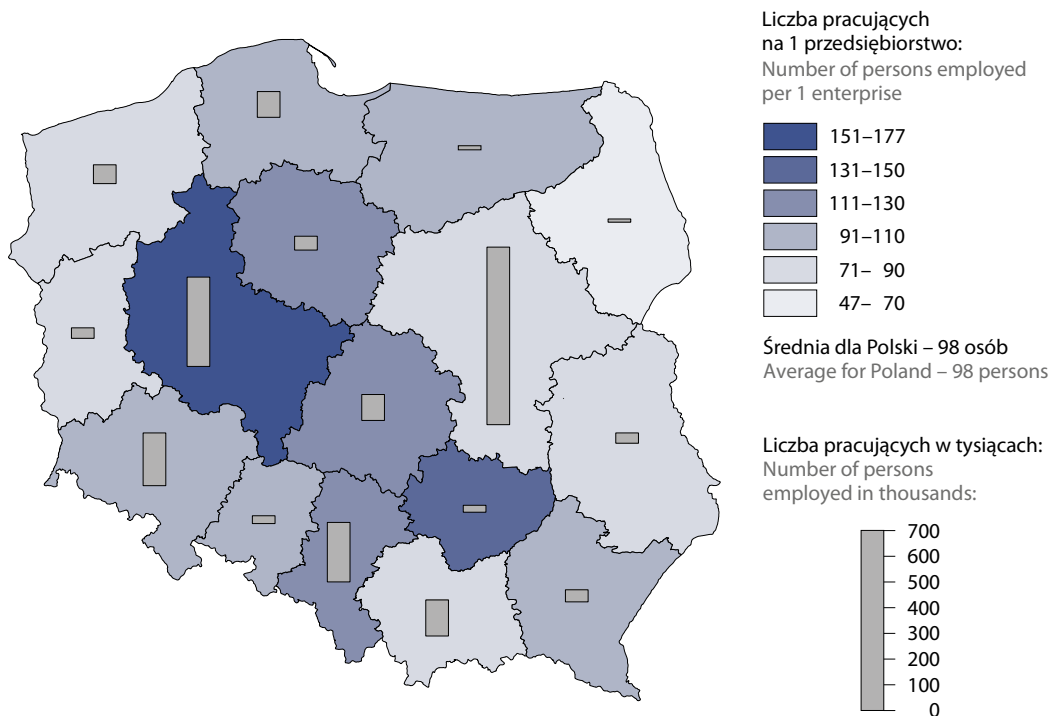 Liczba pracujących
na 1 przedsiębiorstwo:
Number of persons employed
per 1 enterprise
151–177
131–150
111–130
91–110
71– 90
47– 70
Średnia dla Polski – 98 osób
Average for Poland – 98 persons
Liczba pracujących w tysiącach:
Number of persons
employed in thousands:
700
600
500
400
300
200
100
0